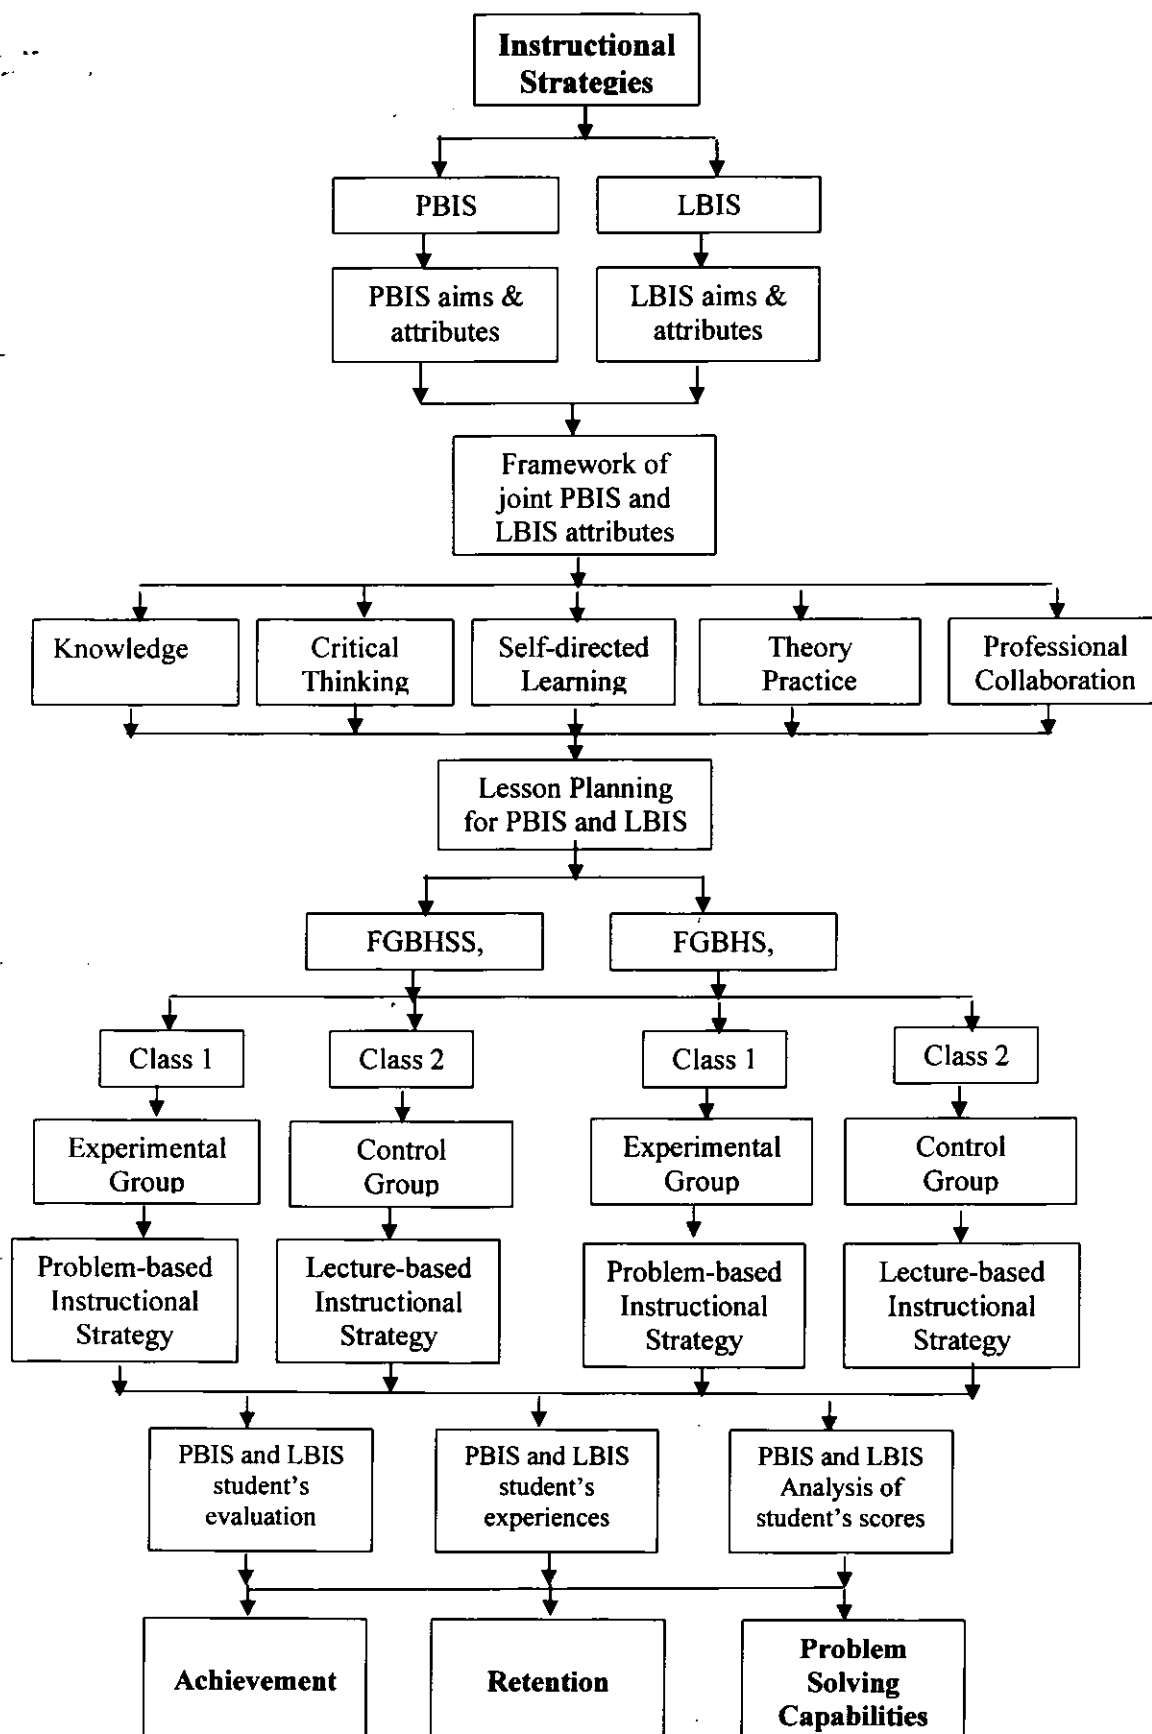 Instructional
Strategies
PBIS
LBIS
PBIS aims &
attributes
LBIS aims &
attributes
Framework of
joint PBIS and
LBIS attributes
Knowledge
Critical
Thinking
Self-directed
Learning
Theory
Practice
Professional
Collaboration
Lesson Planning
for PBIS and LBIS
FGBHSS,
FGBHS,
Class 1
Class 2
Class 1
Class 2
Experimental
Group
Control
Group
Experimental
Group
Control
Group
Problem-based
Instructional
Strategy
Lecture-based
Instructional
Strategy
Problem-based
Instructional
Strategy
Lecture-based
Instructional
Strategy
PBIS and LBIS
student's
evaluation
PBIS and LBIS
student's
experiences
PBIS and LBIS
Analysis of
student's scores
Achievement
Retention
Problem
Solving
Capabilities